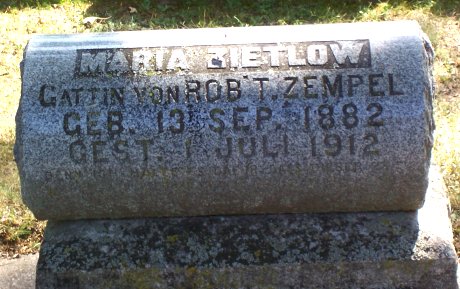 MARIA ZIETLOW
GATTIN VON ROB'T. ZEMPEL
GEB. 13 SEP. 1882
GEST. 1 JULI 1912